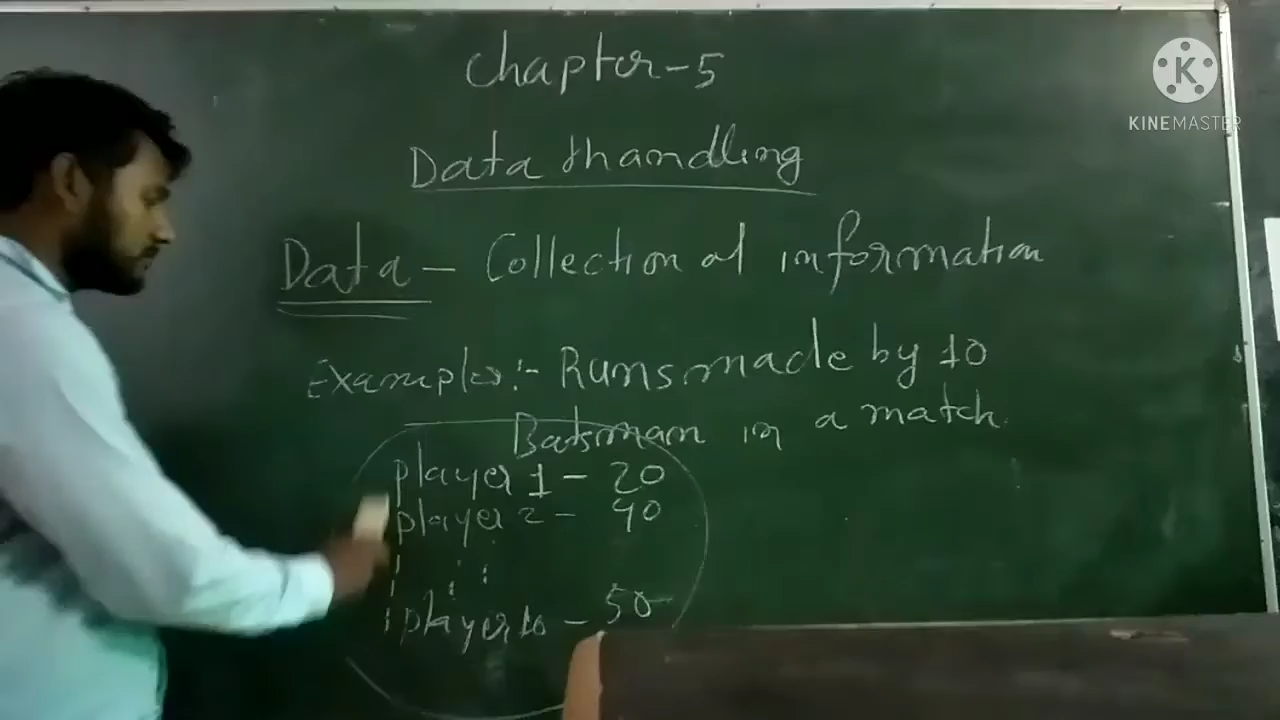 Chapter-5
Data Handling
Data - Collection of information
Examples:- Runs made by 10
Batsman in a match.
player 1 - 20
player 2 - 40
player 10 - 50
K
KINEMASTER